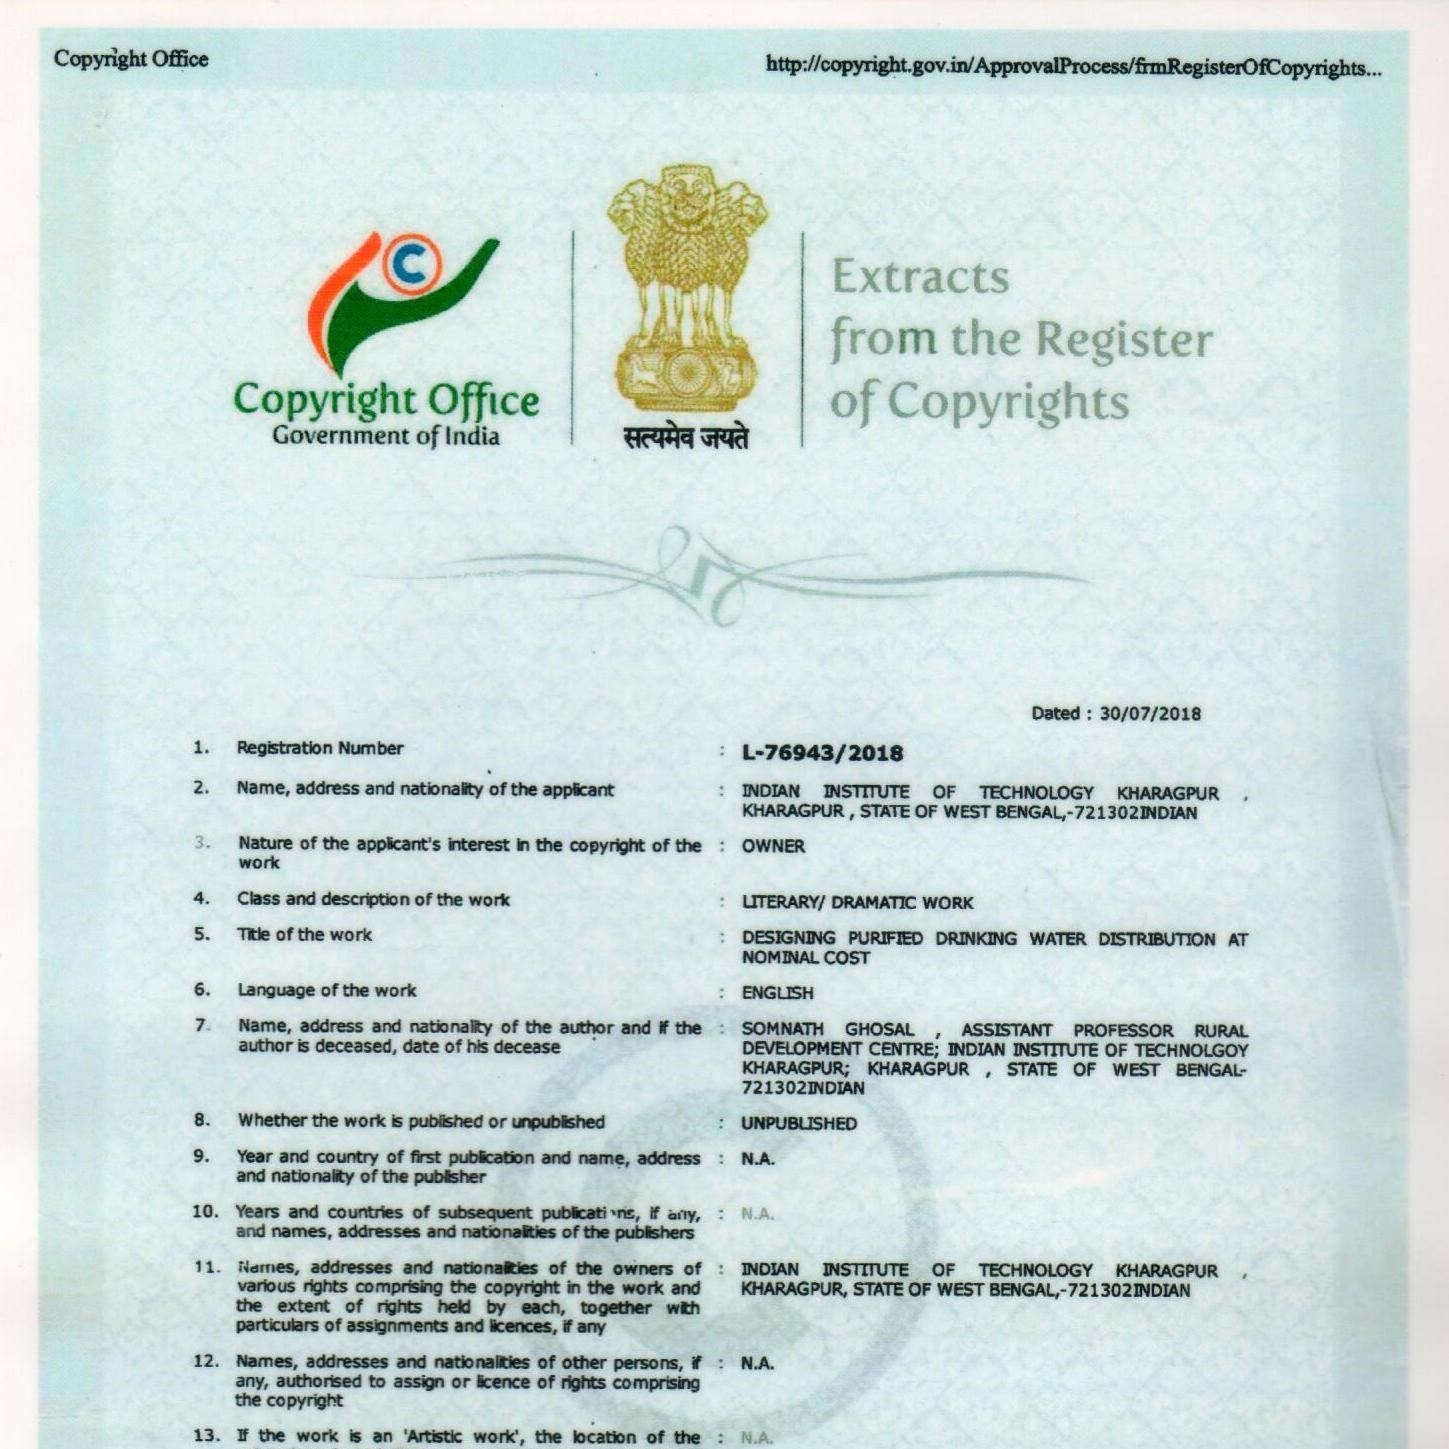 Copyright Office
http://copyright.gov.in/ApprovalProcess/frmRegisterOfCopyrights...
C
Copyright Office
Government of India
सत्यमेव जयते
Extracts
from the Register
of Copyrights
Dated : 30/07/2018
1. Registration Number : L-76943/2018
2. Name, address and nationality of the applicant : INDIAN INSTITUTE OF TECHNOLOGY KHARAGPUR ,
KHARAGPUR , STATE OF WEST BENGAL,-721302INDIAN
3. Nature of the applicant's interest in the copyright of the : OWNER
work
4. Class and description of the work : LITERARY/ DRAMATIC WORK
5. Title of the work : DESIGNING PURIFIED DRINKING WATER DISTRIBUTION AT
NOMINAL COST
6. Language of the work : ENGLISH
7. Name, address and nationality of the author and if the : SOMNATH GHOSAL , ASSISTANT PROFESSOR RURAL
author is deceased, date of his decease DEVELOPMENT CENTRE; INDIAN INSTITUTE OF TECHNOLGOY
KHARAGPUR; KHARAGPUR , STATE OF WEST BENGAL-
721302INDIAN
8. Whether the work is published or unpublished : UNPUBLISHED
9. Year and country of first publication and name, address : N.A.
and nationality of the publisher
10. Years and countries of subsequent publications, if any, : N.A.
and names, addresses and nationalities of the publishers
11. Names, addresses and nationalities of the owners of : INDIAN INSTITUTE OF TECHNOLOGY KHARAGPUR ,
various rights comprising the copyright in the work and KHARAGPUR, STATE OF WEST BENGAL,-721302INDIAN
the extent of rights held by each, together with
particulars of assignments and licences, if any
12. Names, addresses and nationalities of other persons, if : N.A.
any, authorised to assign or licence of rights comprising
the copyright
13. If the work is an 'Artistic work', the location of the : N.A.